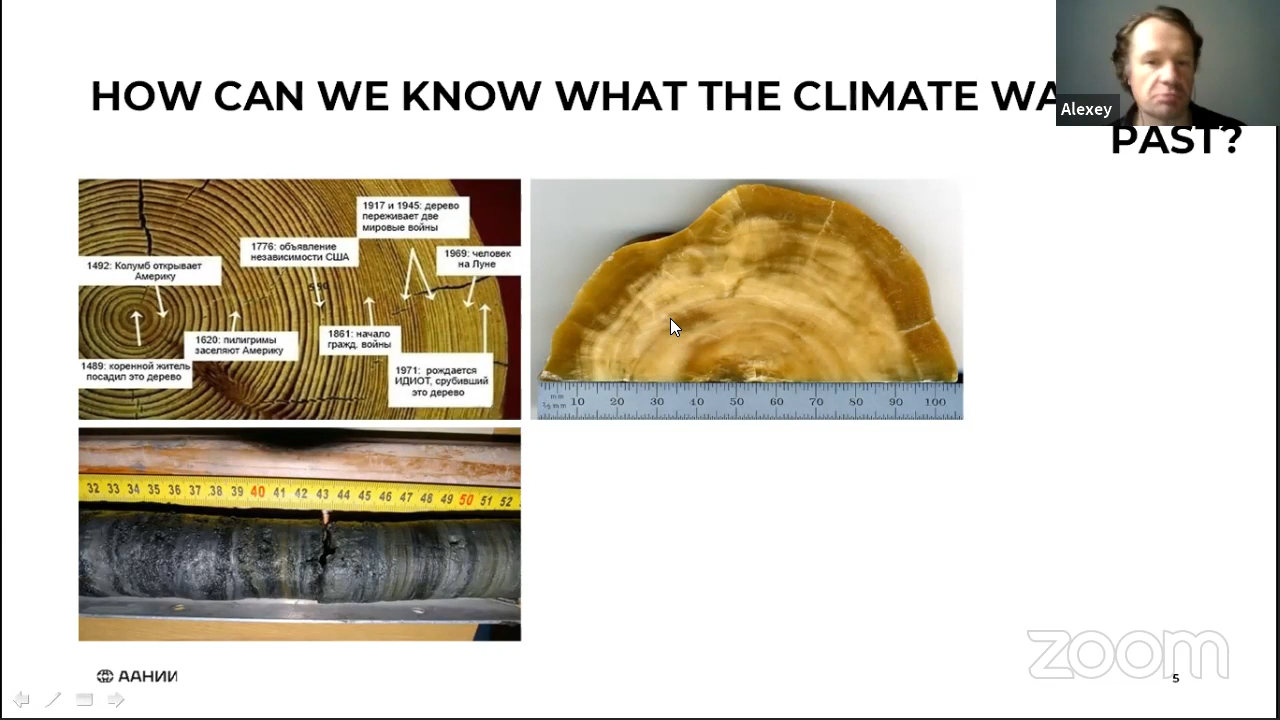 HOW CAN WE KNOW WHAT THE CLIMATE WA
PAST?
Alexey
1917 и 1945: дерево
переживает две
мировые войны
1776: объявление
независимости США
1969: человек
на Луне
1492: Колумб открывает
Америку
1620: пилигримы
заселяют Америку
1861: начало
гражд. войны
1489: коренной житель
посадил это дерево
1971: рождается
ИДИОТ, срубивший
это дерево
mm
10 20 30 40 50 60 70 80 90 100
32 33 34 35 36 37 38 39 40 41 42 43 44 45 46 47 48 49 50 51 52
ААНИИ
zoom
5